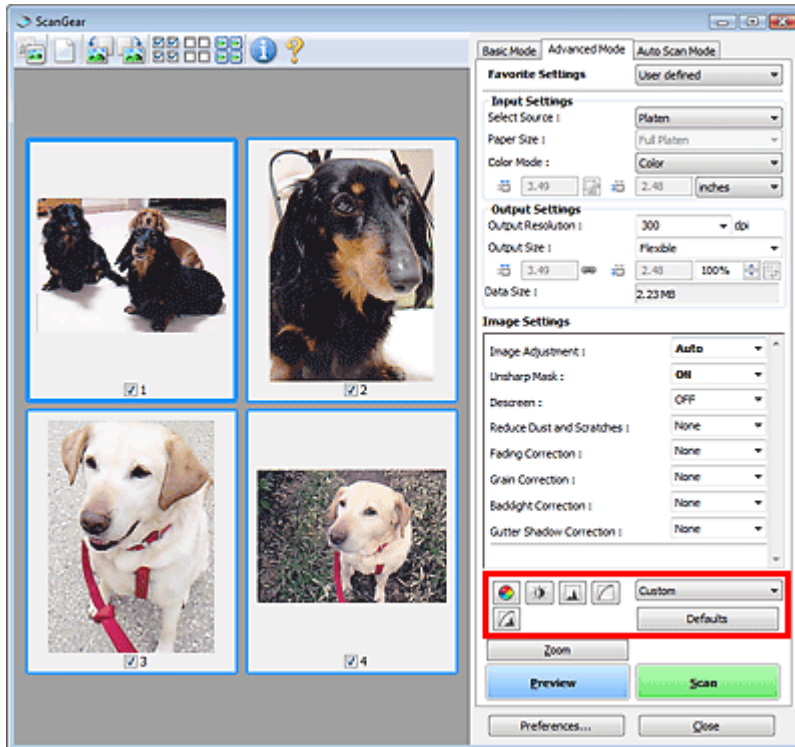 ScanGear
Basic Mode Advanced Mode Auto Scan Mode
Favorite Settings User defined
Input Settings
Select Source : Platen
Paper Size : Full Platen
Color Mode : Color
3.49 2.48 inches
Output Settings
Output Resolution : 300 dpi
Output Size : Flexible
3.49 2.48 100%
Data Size : 2.23 MB
Image Settings
Image Adjustment : Auto
Unsharp Mask : ON
Descreen : OFF
Reduce Dust and Scratches : None
Fading Correction : None
Grain Correction : None
Backlight Correction : None
Gutter Shadow Correction : None
1
2
3
4
Custom
Defaults
Zoom
Preview Scan
Preferences... Close